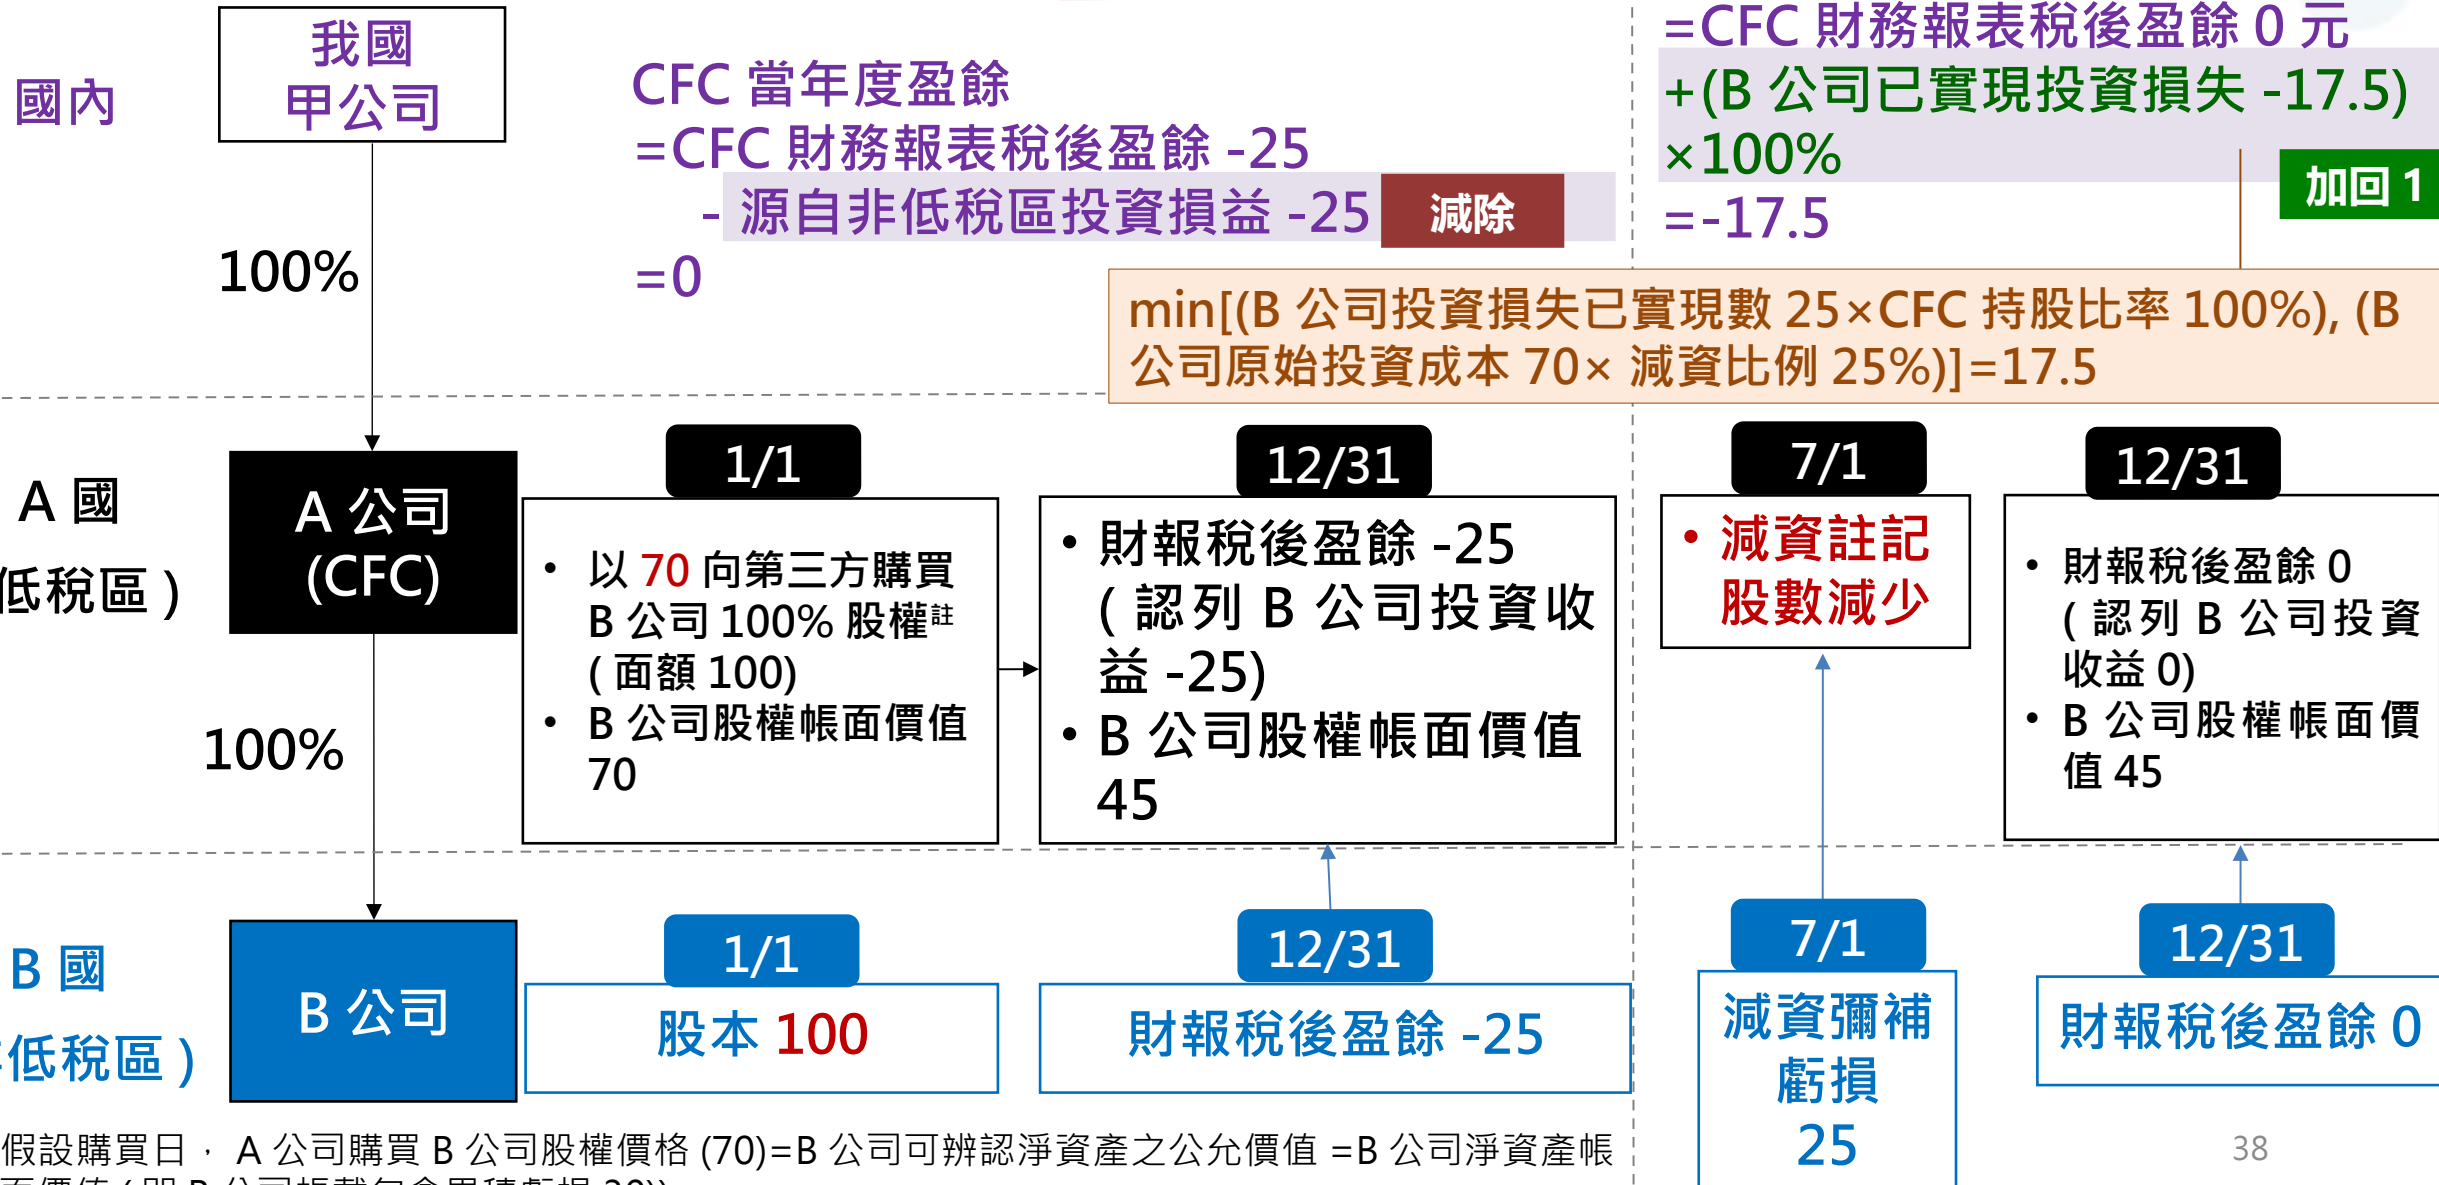 國內
我國
甲公司
CFC 當年度盈餘
=CFC 財務報表稅後盈餘 -25
- 源自非低稅區投資損益 -25
減除
=0
=CFC 財務報表稅後盈餘 0 元
+(B 公司已實現投資損失 -17.5)
×100%
=-17.5
加回 1
100%
min[(B 公司投資損失已實現數 25×CFC 持股比率 100%), (B
公司原始投資成本 70× 減資比例 25%)]=17.5
A 國
低稅區 )
A 公司
(CFC)
1/1
• 以 70 向第三方購買
B 公司 100% 股權註
( 面額 100)
• B 公司股權帳面價值
70
12/31
• 財報稅後盈餘 -25
( 認列 B 公司投資收
益 -25)
• B 公司股權帳面價值
45
7/1
• 減資註記
股數減少
12/31
• 財報稅後盈餘 0
( 認列 B 公司投資
收益 0)
• B 公司股權帳面價
值 45
100%
B 國
非低稅區 )
B 公司
1/1
股本 100
12/31
財報稅後盈餘 -25
7/1
減資彌補
虧損
25
12/31
財報稅後盈餘 0
假設購買日， A 公司購買 B 公司股權價格 (70)=B 公司可辨認淨資產之公允價值 =B 公司淨資產帳
38